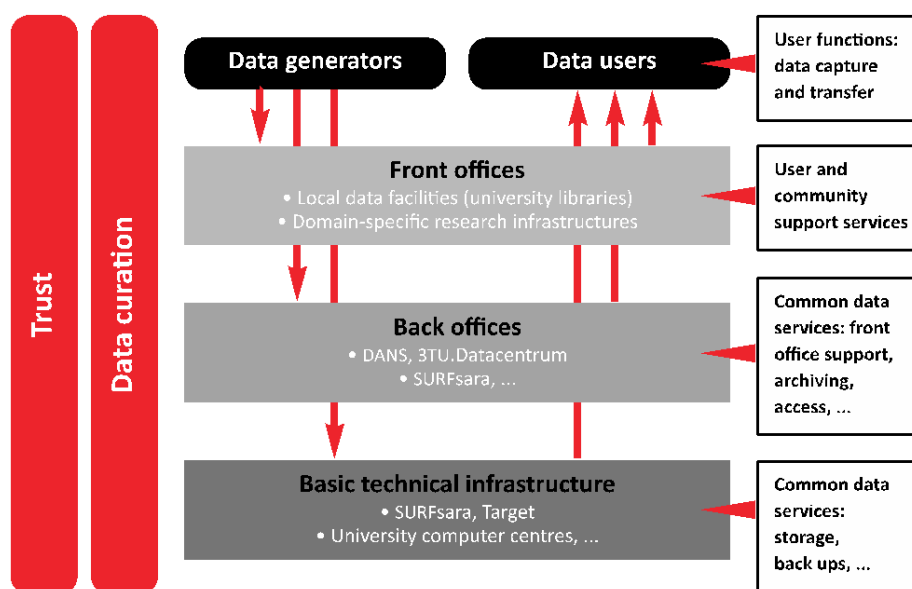 Trust
Data curation
Data generators
Data users
User functions:
data capture
and transfer
Front offices
• Local data facilities (university libraries)
• Domain-specific research infrastructures
User and
community
support services
Back offices
• DANS, 3TU.Datacentrum
• SURFsara, ...
Common data
services: front
office support,
archiving,
access, ...
Basic technical infrastructure
• SURFsara, Target
• University computer centres, ...
Common data
services:
storage,
back ups, ...